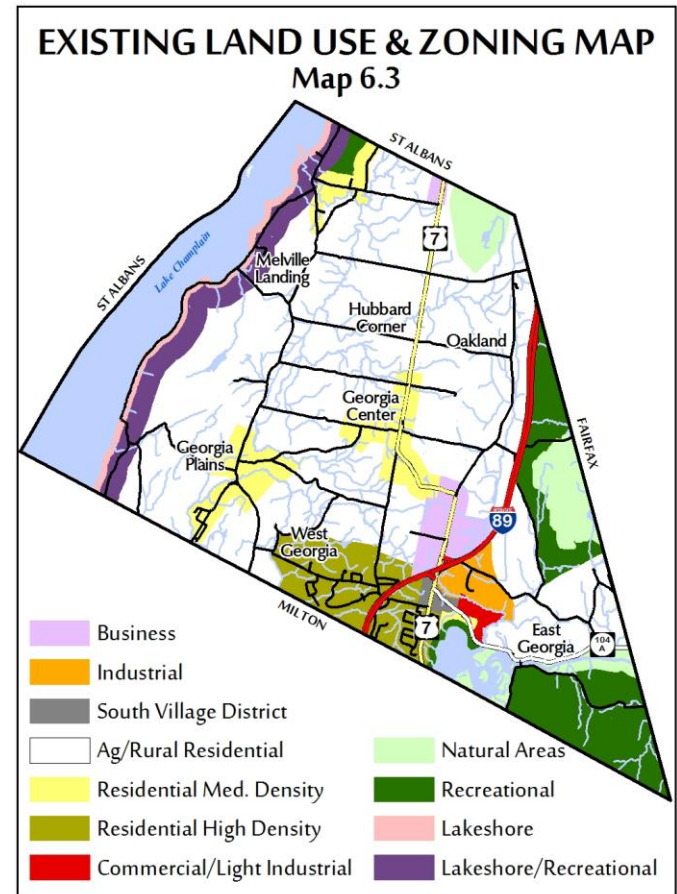 EXISTING LAND USE & ZONING MAP
Map 6.3
ST ALBANS
ST ALBANS
Lake Champlain
7
Melville
Landing
Hubbard
Corner
Oakland
Georgia
Center
FAIRFAX
Georgia
Plains
89
West
Georgia
MILTON
7
East
Georgia
104
A
Business
Industrial
South Village District
Ag/Rural Residential
Residential Med. Density
Residential High Density
Commercial/Light Industrial
Natural Areas
Recreational
Lakeshore
Lakeshore/Recreational